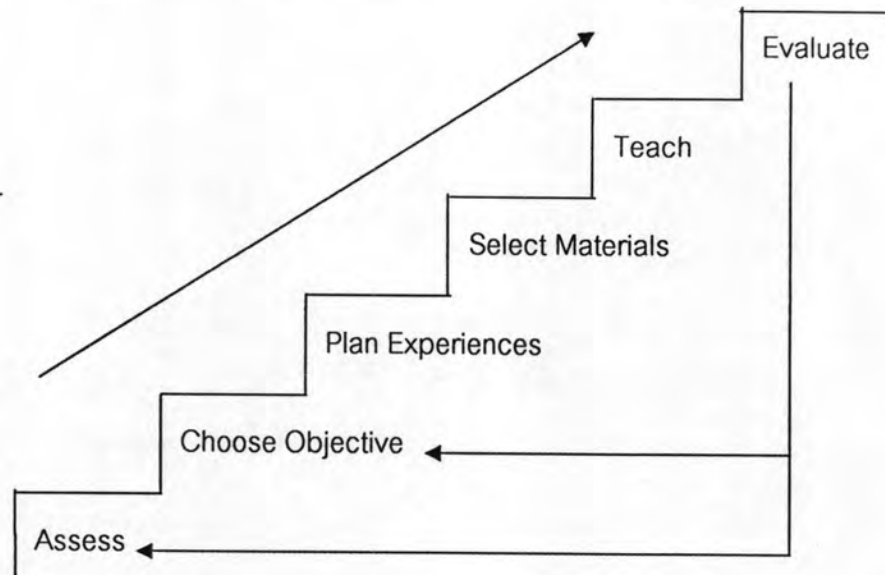 Evaluate
Teach
Select Materials
Plan Experiences
Choose Objective
Assess